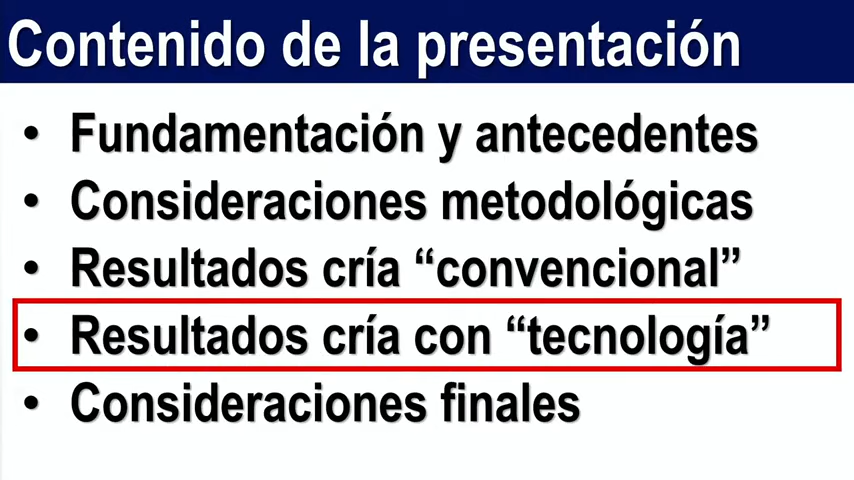 Contenido de la presentación
• Fundamentación y antecedentes
• Consideraciones metodológicas
• Resultados cría “convencional”
• Resultados cría con “tecnología”
• Consideraciones finales